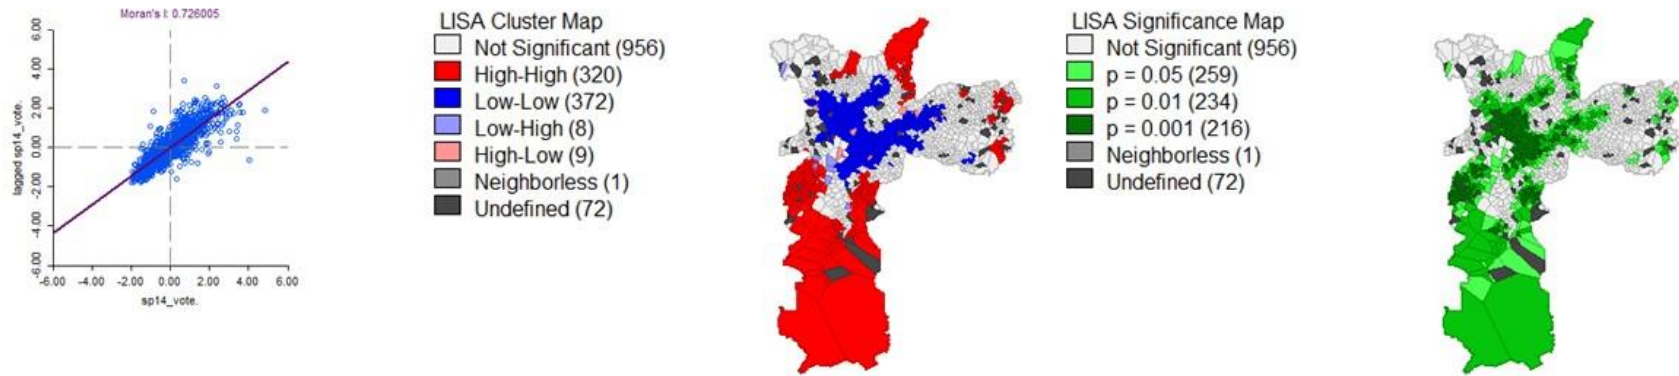 Moran's I: 0.726005
6.00
4.00
2.00
0.00
-2.00
-4.00
-6.00
lagged sp14_vote.
-6.00 -4.00 -2.00 0.00 2.00 4.00 6.00
sp14_vote.
LISA Cluster Map
Not Significant (956)
High-High (320)
Low-Low (372)
Low-High (8)
High-Low (9)
Neighborless (1)
Undefined (72)
LISA Significance Map
Not Significant (956)
p = 0.05 (259)
p = 0.01 (234)
p = 0.001 (216)
Neighborless (1)
Undefined (72)